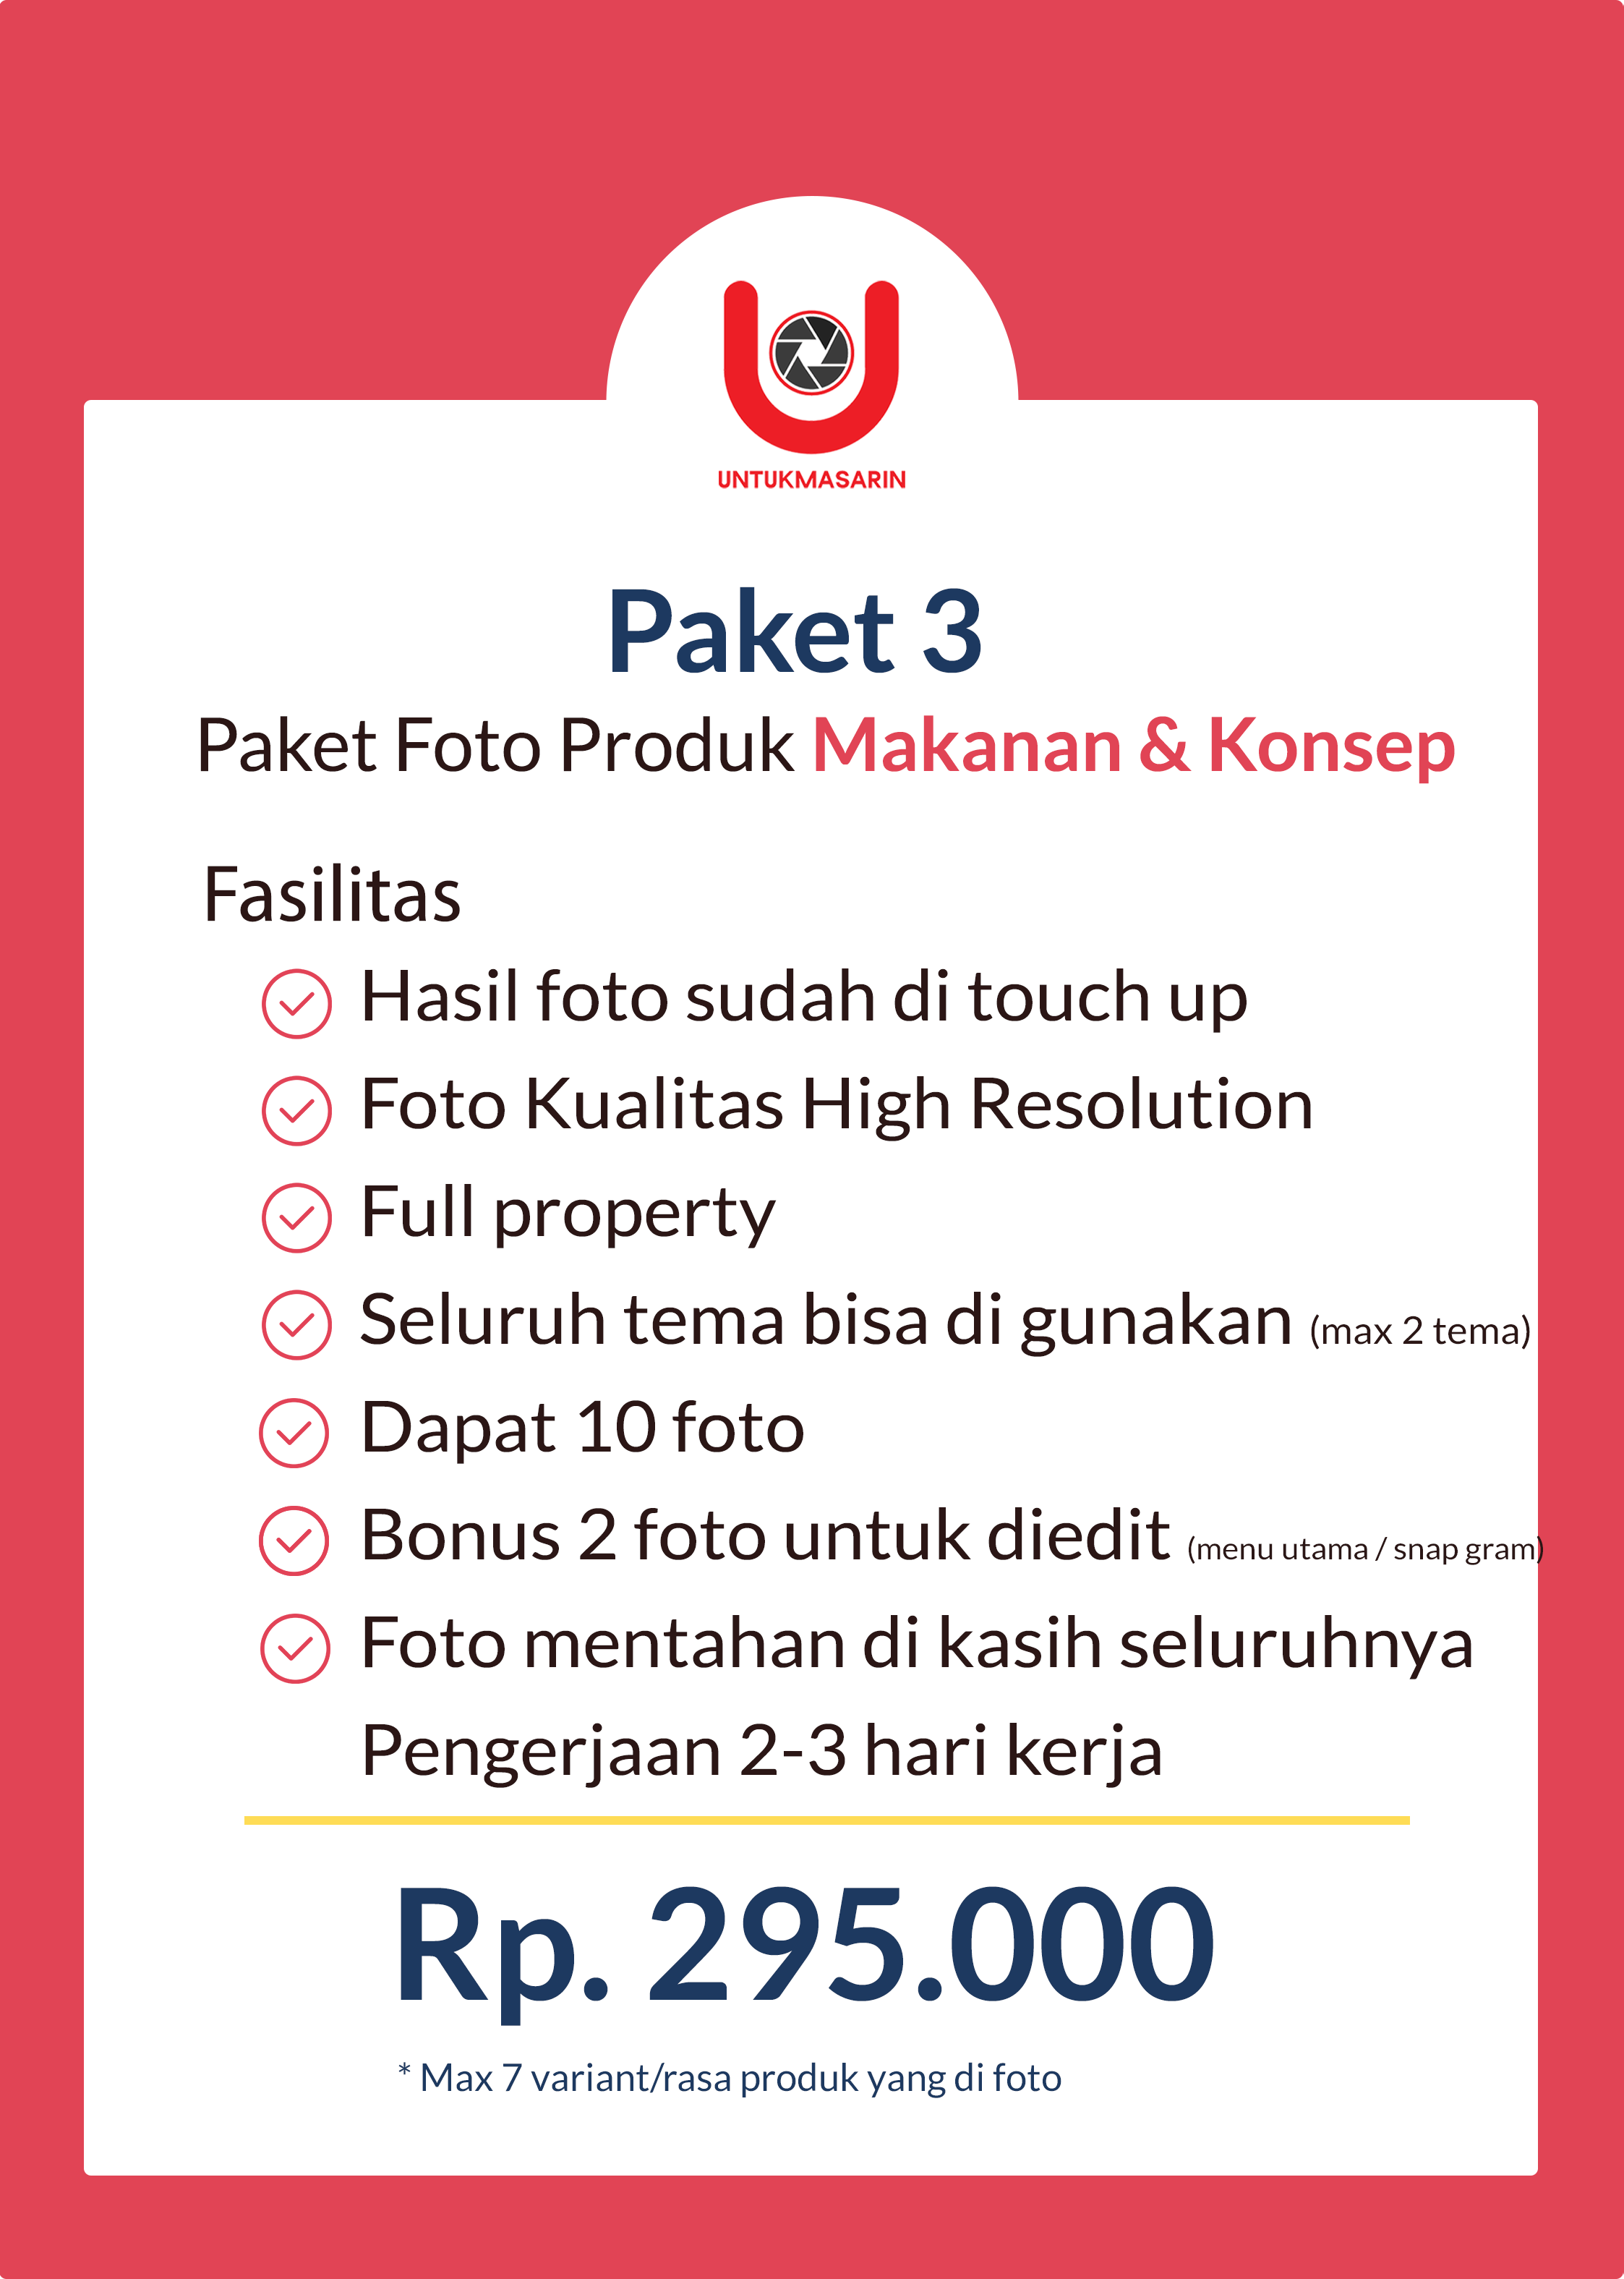 UNTUKMASARIN
Paket 3
Paket Foto Produk Makanan & Konsep
Fasilitas
Hasil foto sudah di touch up
Foto Kualitas High Resolution
Full property
Seluruh tema bisa di gunakan (max 2 tema)
Dapat 10 foto
Bonus 2 foto untuk diedit (menu utama / snap gram)
Foto mentahan di kasih seluruhnya
Pengerjaan 2-3 hari kerja
Rp. 295.000
* Max 7 variant/rasa produk yang di foto